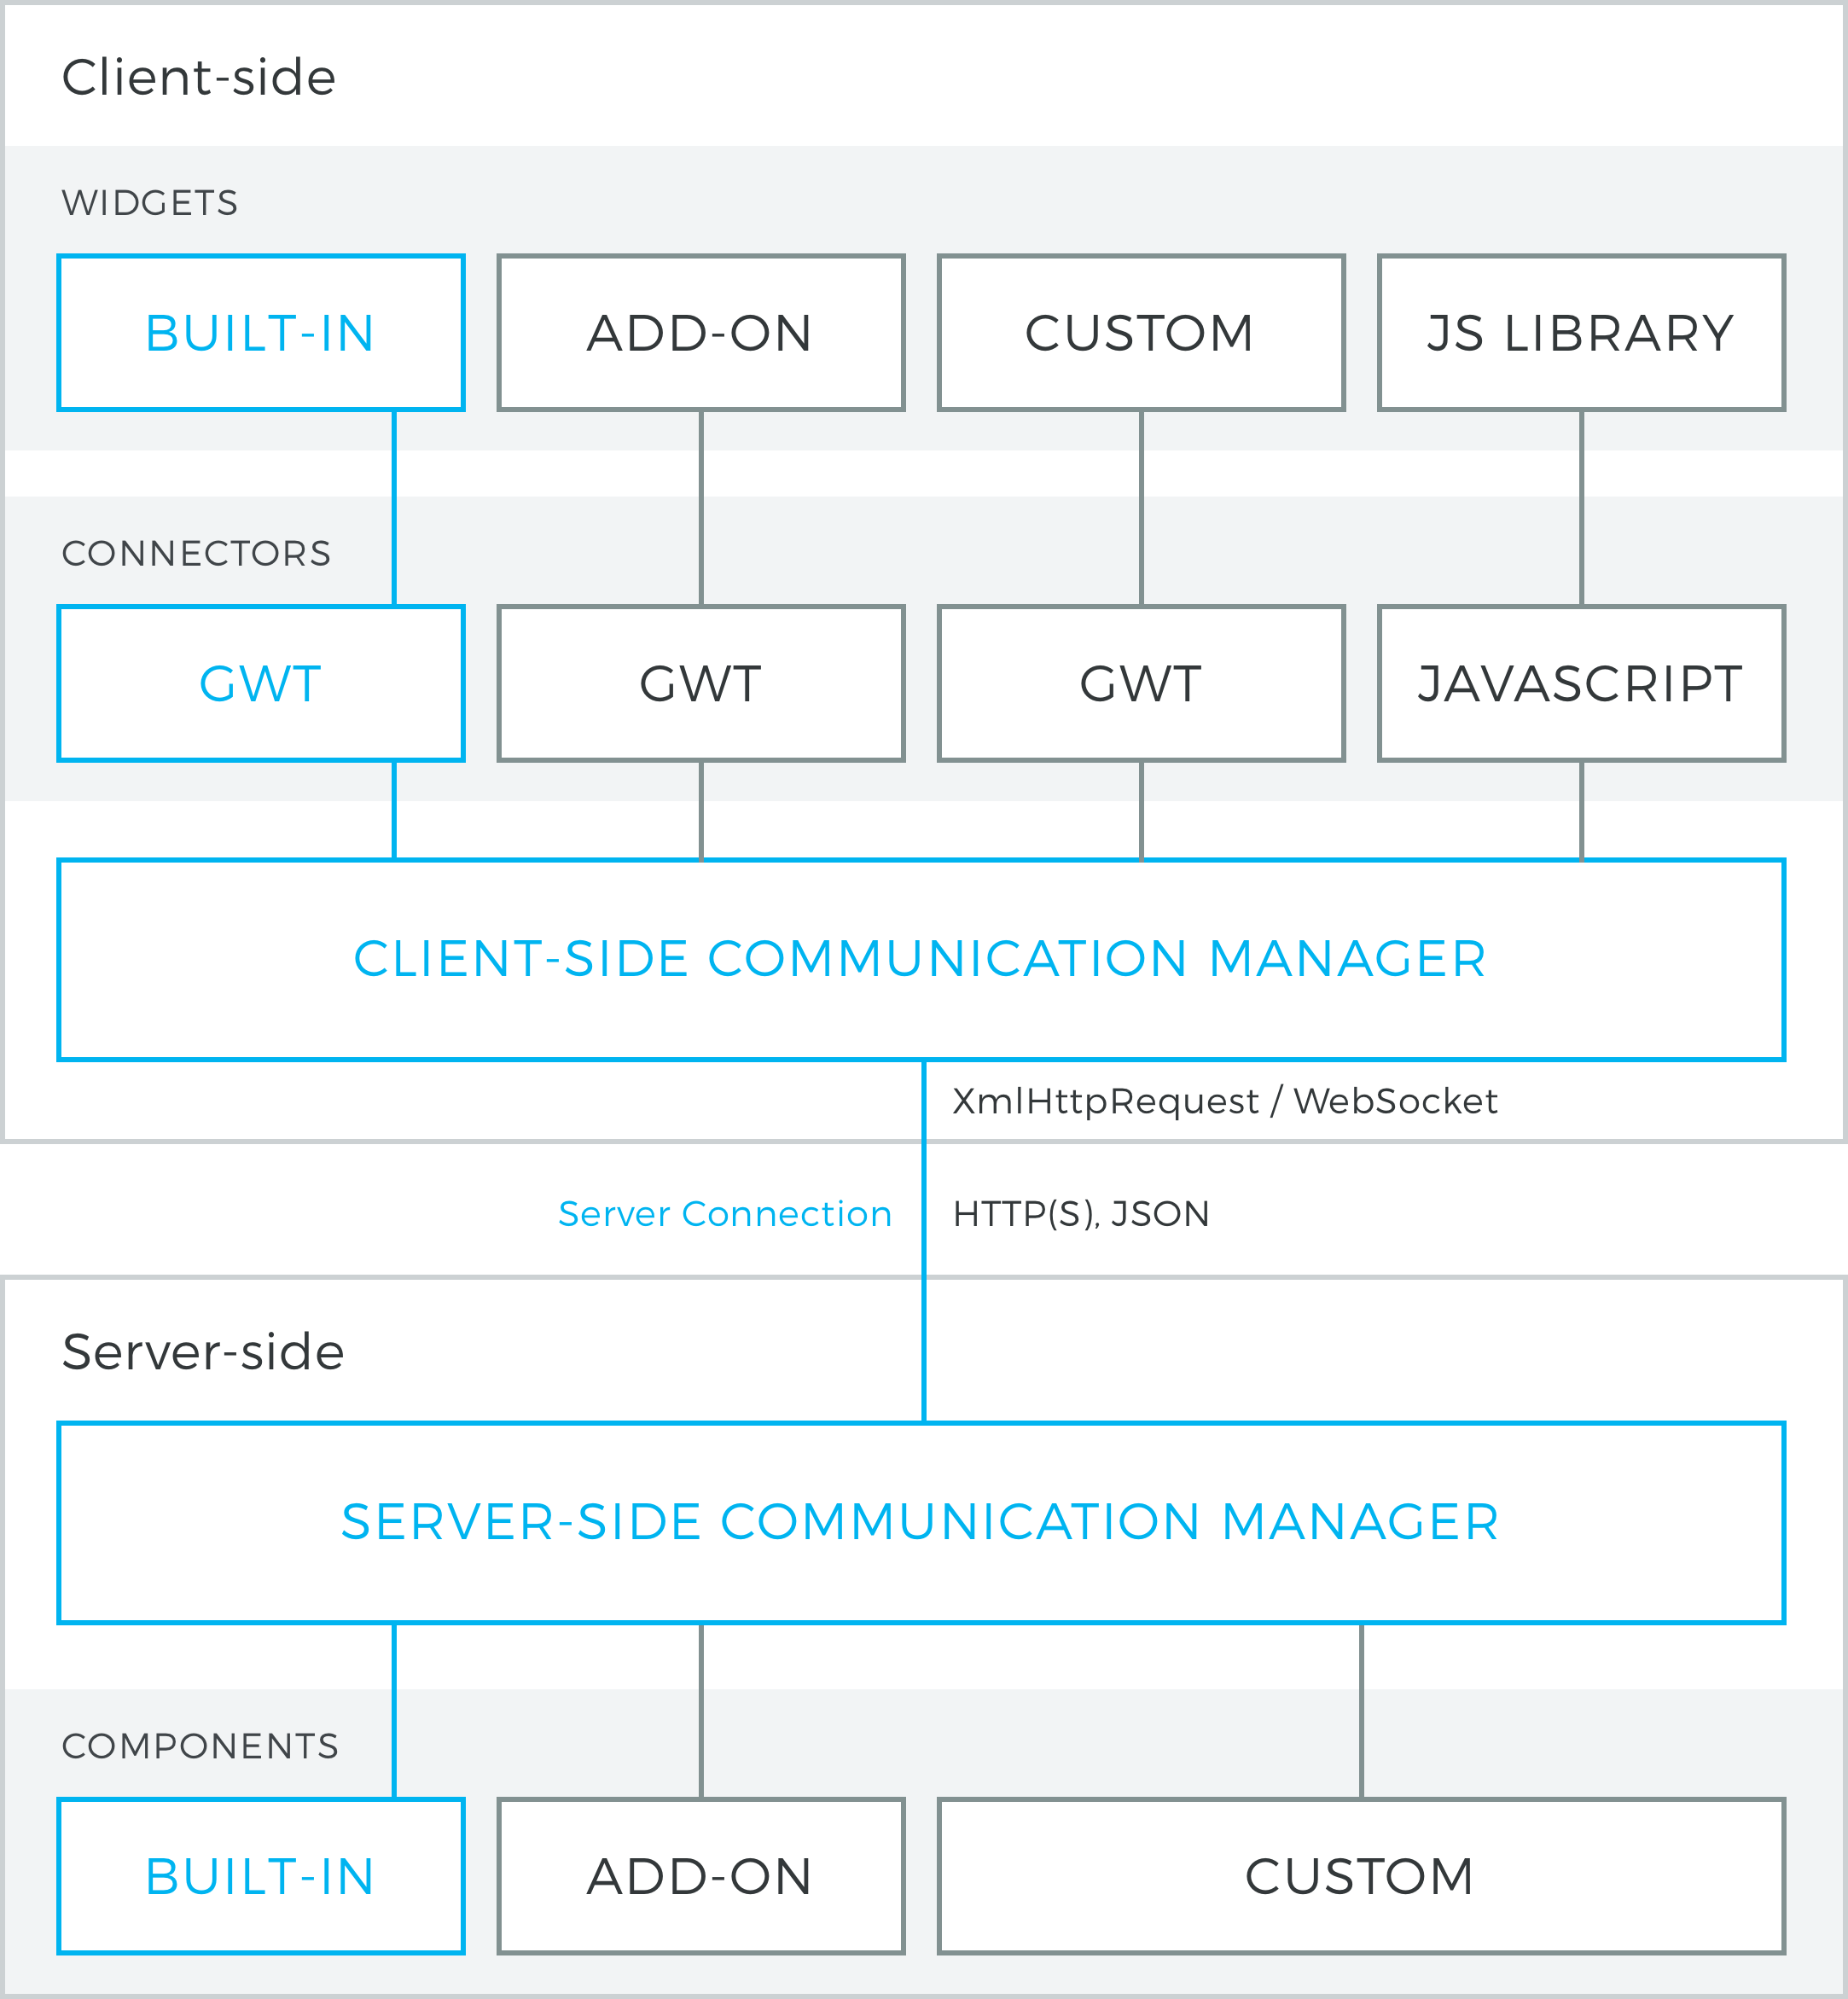 Client-side
WIDGETS
BUILT-IN
ADD-ON
CUSTOM
JS LIBRARY
CONNECTORS
GWT
GWT
GWT
JAVASCRIPT
CLIENT-SIDE COMMUNICATION MANAGER
XmlHttpRequest / WebSocket
Server Connection
HTTP(S), JSON
Server-side
SERVER-SIDE COMMUNICATION MANAGER
COMPONENTS
BUILT-IN
ADD-ON
CUSTOM